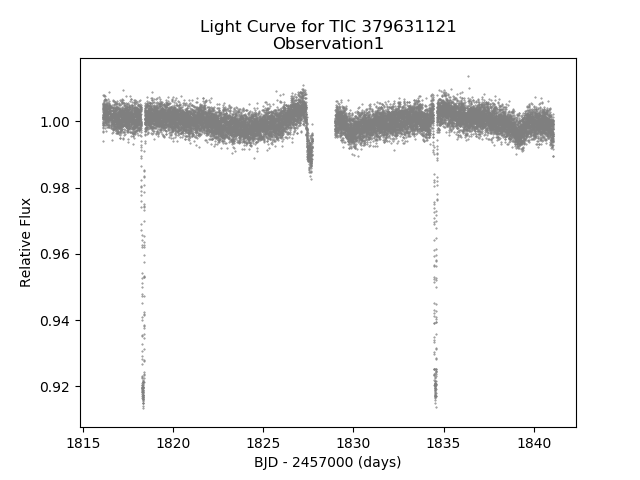 Light Curve for TIC 379631121
Observation1
Relative Flux
1.00
0.98
0.96
0.94
0.92
1815 1820 1825 1830 1835 1840
BJD - 2457000 (days)